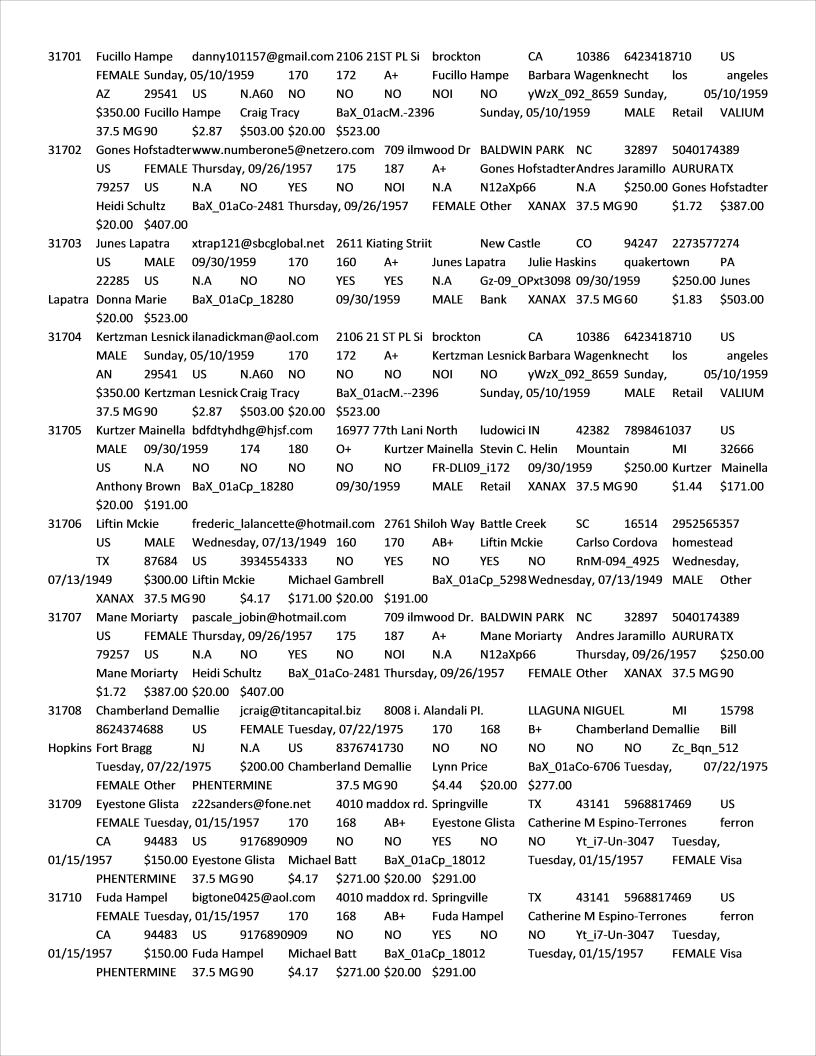 31701 Fucillo Hampe danny101157@gmail.com 2106 21ST PL Si brockton CA 10386 6423418710 US
FEMALE Sunday, 05/10/1959 170 172 A+ Fucillo Hampe Barbara Wagenknecht los angeles
AZ 29541 US N.A60 NO NO NO NOI NO yWzX_092_8659 Sunday, 05/10/1959
$350.00 Fucillo Hampe Craig Tracy BaX_01acM.-2396 Sunday, 05/10/1959 MALE Retail VALIUM
37.5 MG 90 $2.87 $503.00 $20.00 $523.00
31702 Gones Hofstadter www.numberone5@netzero.com 709 ilmwood Dr BALDWIN PARK NC 32897 5040174389
US FEMALE Thursday, 09/26/1957 175 187 A+ Gones Hofstadter Andres Jaramillo AURURA TX
79257 US N.A NO YES NO NOI N.A N12aXp66 N.A $250.00 Gones Hofstadter
Heidi Schultz BaX_01aCo-2481 Thursday, 09/26/1957 FEMALE Other XANAX 37.5 MG 90 $1.72 $387.00
$20.00 $407.00
31703 Junes Lapatra xtrap121@sbcglobal.net 2611 Kiating Striit New Castle CO 94247 2273577274
US MALE 09/30/1959 170 160 A+ Junes Lapatra Julie Haskins quakertown PA
22285 US N.A NO NO YES YES N.A Gz-09_OPxt3098 09/30/1959 $250.00 Junes
Lapatra Donna Marie BaX_01aCp_18280 09/30/1959 MALE Bank XANAX 37.5 MG 60 $1.83 $503.00
$20.00 $523.00
31704 Kertzman Lesnick ilanadickman@aol.com 2106 21 ST PL Si brockton CA 10386 6423418710 US
MALE Sunday, 05/10/1959 170 172 A+ Kertzman Lesnick Barbara Wagenknecht los angeles
AN 29541 US N.A60 NO NO NO NOI NO yWzX_092_8659 Sunday, 05/10/1959
$350.00 Kertzman Lesnick Craig Tracy BaX_01acM.--2396 Sunday, 05/10/1959 MALE Retail VALIUM
37.5 MG 90 $2.87 $503.00 $20.00 $523.00
31705 Kurtzer Mainella bdfdtyhdhg@hjsf.com 16977 77th Lani North ludowici IN 42382 7898461037 US
MALE 09/30/1959 174 180 O+ Kurtzer Mainella Stevin C. Helin Mountain MI 32666
US N.A NO NO NO NO NO FR-DLI09_i172 09/30/1959 $250.00 Kurtzer Mainella
Anthony Brown BaX_01aCp_18280 09/30/1959 MALE Retail XANAX 37.5 MG 90 $1.44 $171.00
$20.00 $191.00
31706 Liftin Mckie frederic_lalancette@hotmail.com 2761 Shiloh Way Battle Creek SC 16514 2952565357
US MALE Wednesday, 07/13/1949 160 170 AB+ Liftin Mckie Carlso Cordova homestead
TX 87684 US 3934554333 NO YES NO YES NO RnM-094_4925 Wednesday,
07/13/1949 $300.00 Liftin Mckie Michael Gambrell BaX_01aCp_5298 Wednesday, 07/13/1949 MALE Other
XANAX 37.5 MG 90 $4.17 $171.00 $20.00 $191.00
31707 Mane Moriarty pascale_jobin@hotmail.com 709 ilmwood Dr. BALDWIN PARK NC 32897 5040174389
US FEMALE Thursday, 09/26/1957 175 187 A+ Mane Moriarty Andres Jaramillo AURURA TX
79257 US N.A NO YES NO NOI N.A N12aXp66 Thursday, 09/26/1957 $250.00
Mane Moriarty Heidi Schultz BaX_01aCo-2481 Thursday, 09/26/1957 FEMALE Other XANAX 37.5 MG 90
$1.72 $387.00 $20.00 $407.00
31708 Chamberland Demallie jcraig@titancapital.biz 8008 i. Alandali Pl. LLAGUNA NIGUEL MI 15798
8624374688 US FEMALE Tuesday, 07/22/1975 170 168 B+ Chamberland Demallie Bill
Hopkins Fort Bragg NJ N.A US 8376741730 NO NO NO NO NO Zc_Bqn_512
Tuesday, 07/22/1975 $200.00 Chamberland Demallie Lynn Price BaX_01aCo-6706 Tuesday, 07/22/1975
FEMALE Other PHENTERMINE 37.5 MG 90 $4.44 $20.00 $277.00
31709 Eyestone Glista z22sanders@fone.net 4010 maddox rd. Springville TX 43141 5968817469 US
FEMALE Tuesday, 01/15/1957 170 168 AB+ Eyestone Glista Catherine M Espino-Terrones ferron
CA 94483 US 9176890909 NO NO YES NO NO Yt_i7-Un-3047 Tuesday,
01/15/1957 $150.00 Eyestone Glista Michael Batt BaX_01aCp_18012 Tuesday, 01/15/1957 FEMALE Visa
PHENTERMINE 37.5 MG 90 $4.17 $271.00 $20.00 $291.00
31710 Fuda Hampel bigtone0425@aol.com 4010 maddox rd. Springville TX 43141 5968817469 US
FEMALE Tuesday, 01/15/1957 170 168 AB+ Fuda Hampel Catherine M Espino-Terrones ferron
CA 94483 US 9176890909 NO NO YES NO NO Yt_i7-Un-3047 Tuesday,
01/15/1957 $150.00 Fuda Hampel Michael Batt BaX_01aCp_18012 Tuesday, 01/15/1957 FEMALE Visa
PHENTERMINE 37.5 MG 90 $4.17 $271.00 $20.00 $291.00